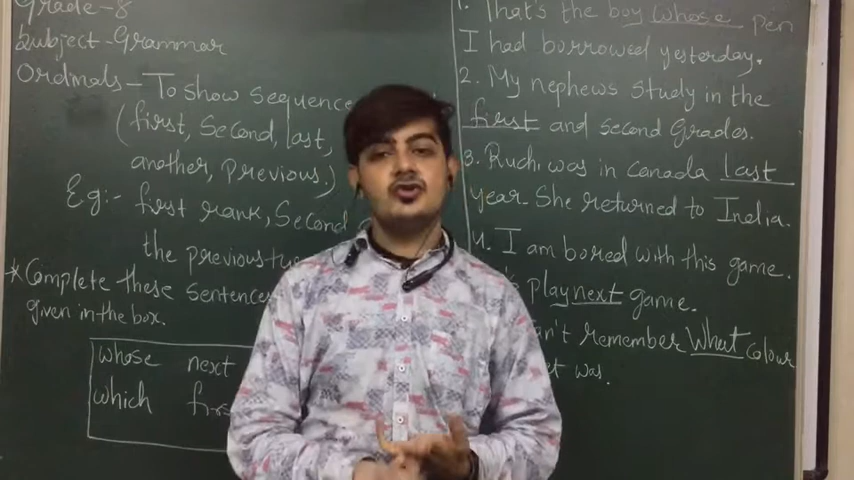 Grade-8
Subject-Grammar
Ordinals - To show sequence
(first, second, last,
another, previous.)
Eg:- first rank, second
the previous
* Complete these sentences
given in the box.
whose next
which
1. That's the boy whose pen
I had borrowed yesterday.
2. My nephews study in the
first and second grades.
3. Ruchi was in Canada last
year. She returned to India.
4. I am bored with this game.
play next game.
can't remember What colour
was.